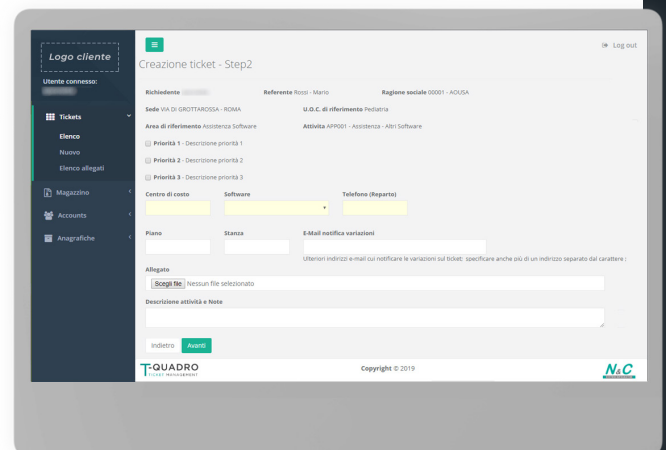 Logo cliente
Utente connesso:
Tickets
Elenco
Nuovo
Elenco allegati
Magazzino
Accounts
Anagrafiche
Log out
Creazione ticket - Step2
Richiedente
Referente Rossi - Mario
Ragione sociale 00001 - AOUSA
Sede VIA DI GROTTAROSSA - ROMA
U.O.C. di riferimento Pediatria
Area di riferimento Assistenza Software
Attivita APP001 - Assistenza - Altri Software
Priorità 1 - Descrizione priorità 1
Priorità 2 - Descrizione priorità 2
Priorità 3 - Descrizione priorità 3
Centro di costo
Software
Telefono (Reparto)
Piano
Stanza
E-Mail notifica variazioni
Ulteriori indirizzi e-mail cui notificare le variazioni sul ticket; specificare anche più di un indirizzo separato dal carattere ;
Allegato
Scegli file Nessun file selezionato
Descrizione attività e Note
Indietro
Avanti
T-QUADRO
TICKET MANAGEMENT
Copyright © 2019
N&C